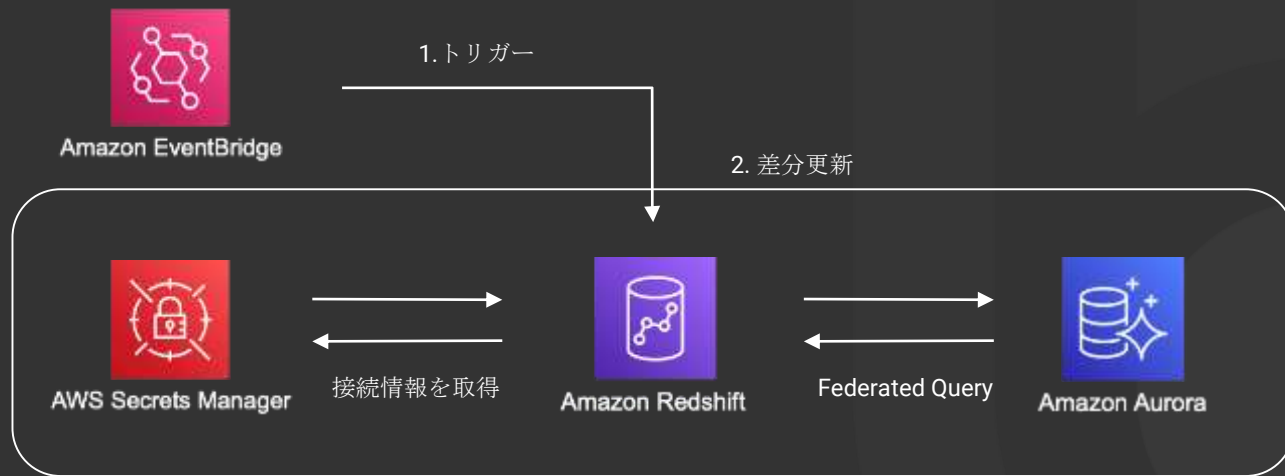 1.トリガー
Amazon EventBridge
2. 差分更新
AWS Secrets Manager
接続情報を取得
Amazon Redshift
Federated Query
Amazon Aurora